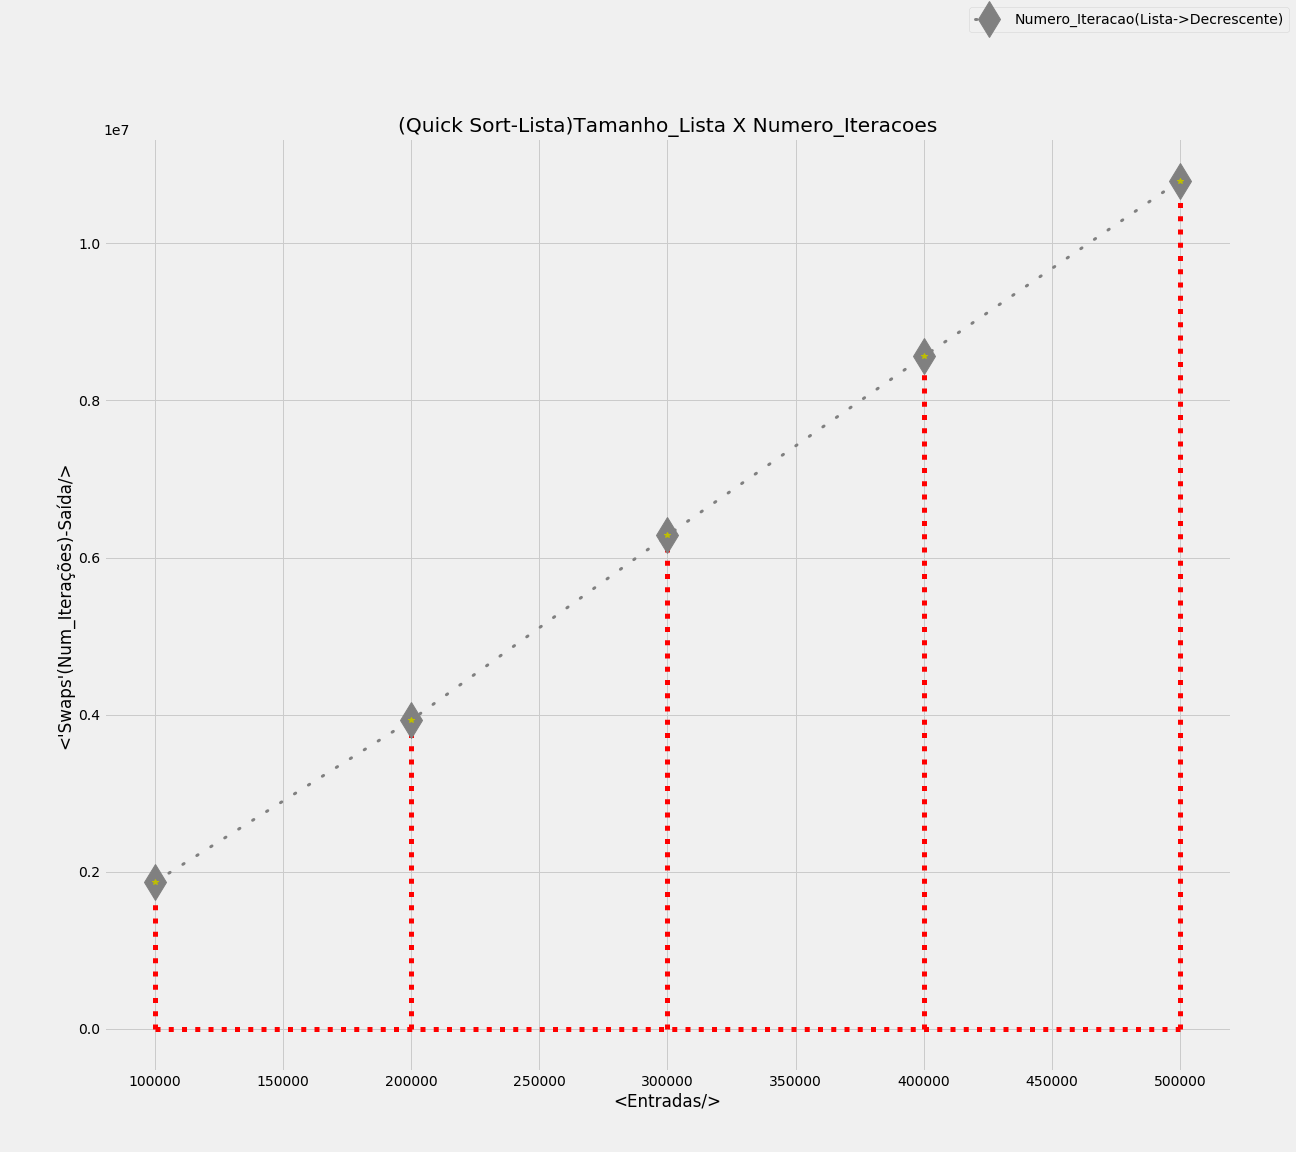 Numero_Iteracao(Lista->Decrescente)
(Quick Sort-Lista)Tamanho_Lista X Numero_Iteracoes
1e7
1.0
0.8
0.6
0.4
0.2
0.0
<'Swaps'(Num_Iterações)-Saída/>
100000 150000 200000 250000 300000 350000 400000 450000 500000
<Entradas/>